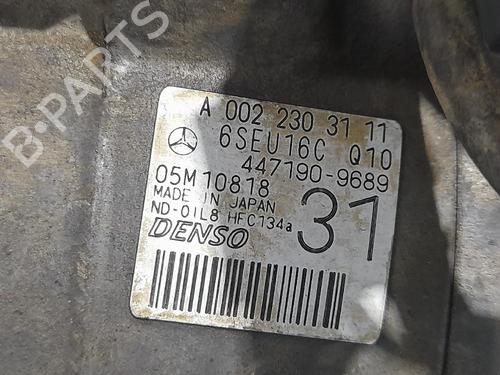 B-PARTS
A 002 230 31 11
6SEU16C Q10
447190-9689
05M10818
MADE IN JAPAN
ND-OIL8 HFC134a
31
DENSO